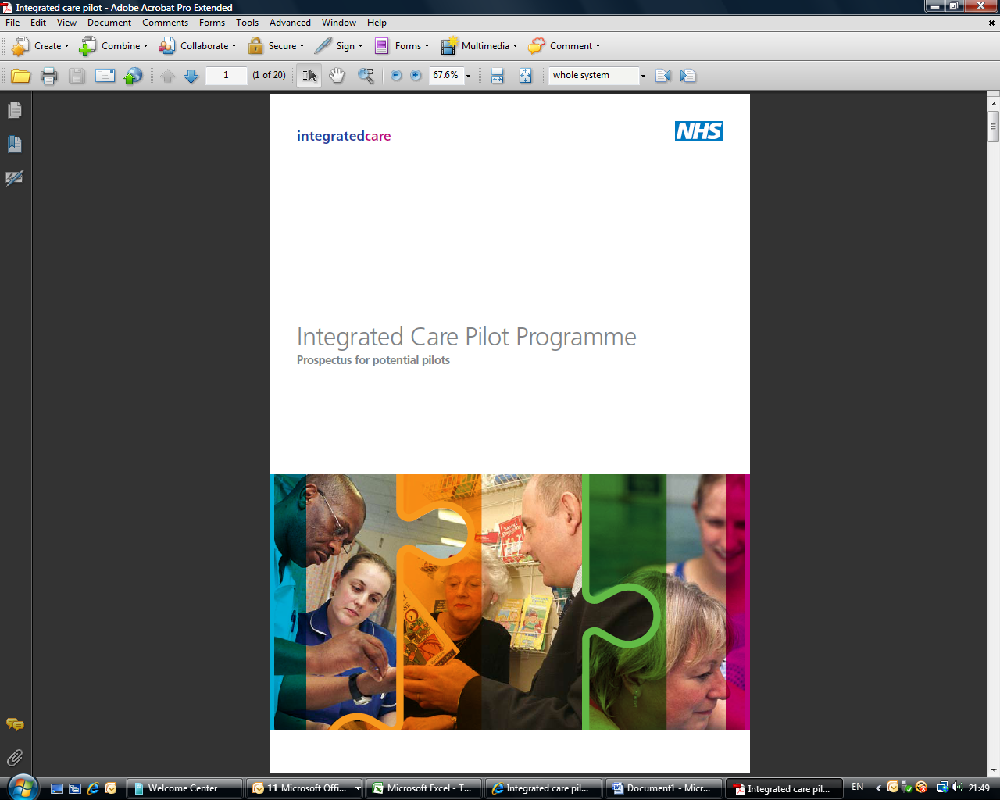 Integrated care pilot - Adobe Acrobat Pro Extended
File Edit View Document Comments Forms Tools Advanced Window Help
Create Combine Collaborate Secure Sign Forms Multimedia Comment
1 (1 of 20) 67.6% whole system
integratedcare
NHS
Integrated Care Pilot Programme
Prospectus for potential pilots
Welcome Center 11 Microsoft Offi... Microsoft Excel - T... Integrated care pil... Document1 - Micr... Integrated care pil... EN 21:49